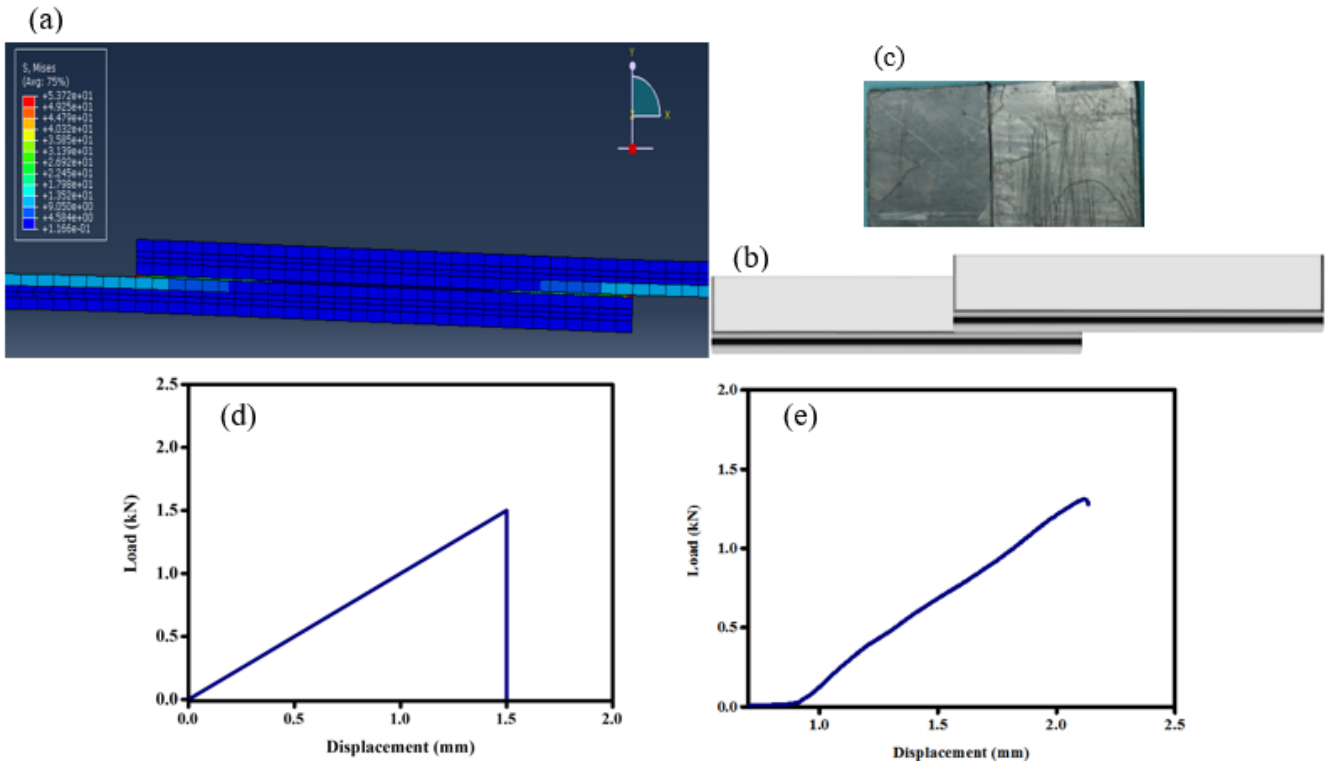 (a)
S, Mises
(Avg: 75%)
+5.372e+01
+4.925e+01
+4.479e+01
+4.032e+01
+3.585e+01
+3.139e+01
+2.692e+01
+2.245e+01
+1.798e+01
+1.352e+01
+9.050e+00
+4.584e+00
+1.166e-01
Y
X
(c)
(b)
(d)
2.5
2.0
1.5
1.0
0.5
0.0
Load (kN)
0.0 0.5 1.0 1.5 2.0
Displacement (mm)
(e)
2.0
1.5
1.0
0.5
0.0
Load (kN)
1.0 1.5 2.0 2.5
Displacement (mm)